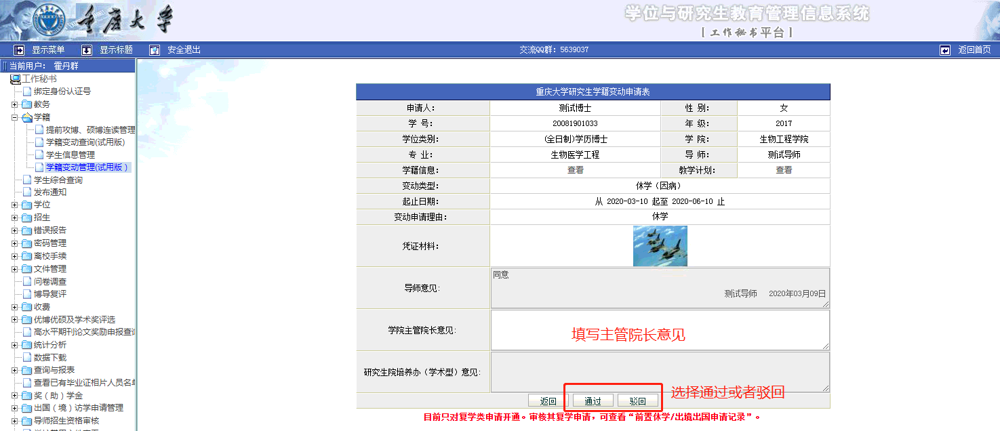 重庆大学
学位与研究生教育管理信息系统
[ 工作秘书平台 ]
显示菜单 显示标题 安全退出 交流QQ群：5639037 返回首页
当前用户： 霍丹群
工作秘书
绑定身份认证号
教务
学籍
提前攻博、硕博连读管理
学籍变动查询(试用版)
学生信息管理
学籍变动管理(试用版 )
学生综合查询
发布通知
学位
招生
错误报告
密码管理
离校手续
文件管理
问卷调查
博导复评
收费
优博优硕及学术奖评选
高水平期刊论文奖励申报查
统计分析
数据下载
查询与报表
查看已有毕业证相片人员名
奖（助）学金
出国（境）访学申请管理
导师招生资格审核
重庆大学研究生学籍变动申请表
申请人： 测试博士 性 别： 女
学 号： 20081901033 年 级： 2017
学位类别： (全日制)学历博士 学 院： 生物工程学院
专 业： 生物医学工程 导 师： 测试导师
学籍信息： 查看 教学计划： 查看
变动类型： 休学（因病）
起止日期： 从 2020-03-10 起至 2020-06-10 止
变动申请理由： 休学
凭证材料：
导师意见： 同意
测试导师 2020年03月09日
学院主管院长意见： 填写主管院长意见
研究生院培养办（学术型）意见：
返回 通过 驳回 选择通过或者驳回
目前只对复学类申请开通。审核其复学申请，可查看“前置休学/出境出国申请记录”。